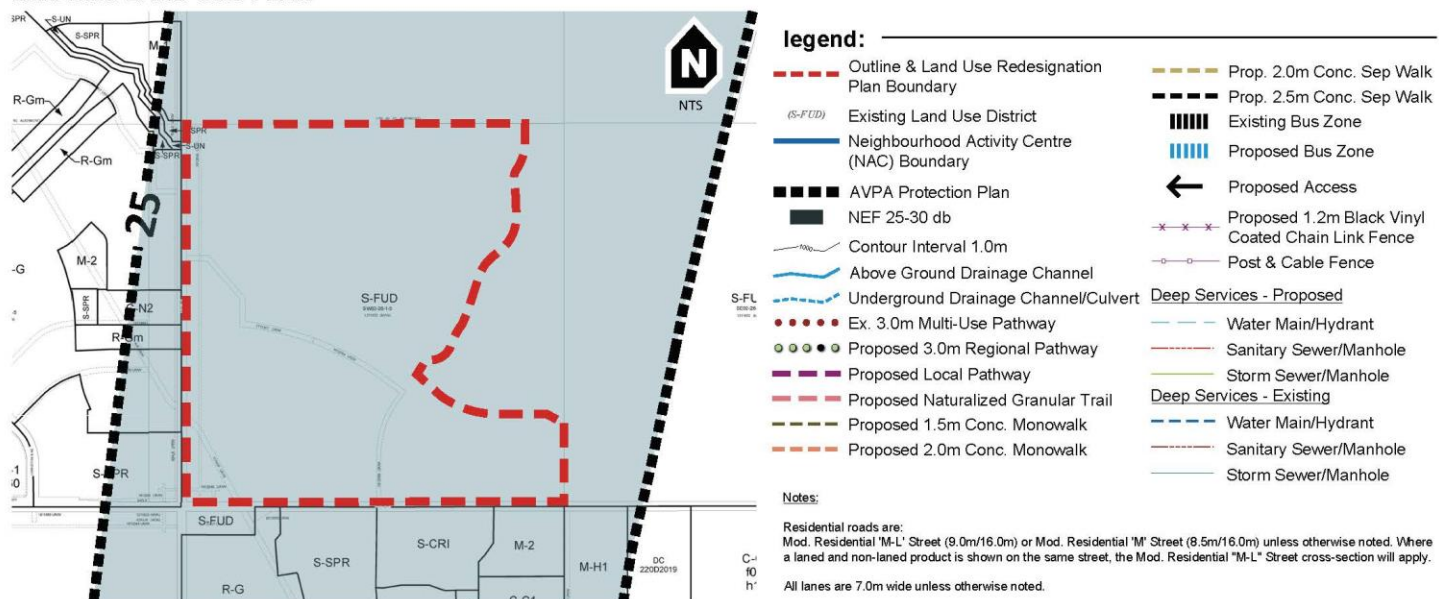 S-UN
S-SPR
R-Gm
R-Gm
S-SPR
S-UN
S-SPR
25
M-2
-G
S-SPR
R-Gm
S-FUD
N
NTS
S-FUD
S-SPR
S-CRI
M-2
M-H1
DC
220D2019
R-G
legend:
Outline & Land Use Redesignation
Plan Boundary
(S-FUD) Existing Land Use District
Neighbourhood Activity Centre
(NAC) Boundary
AVPA Protection Plan
NEF 25-30 db
Contour Interval 1.0m
Above Ground Drainage Channel
Underground Drainage Channel/Culvert
Ex. 3.0m Multi-Use Pathway
Proposed 3.0m Regional Pathway
Proposed Local Pathway
Proposed Naturalized Granular Trail
Proposed 1.5m Conc. Monowalk
Proposed 2.0m Conc. Monowalk
Prop. 2.0m Conc. Sep Walk
Prop. 2.5m Conc. Sep Walk
Existing Bus Zone
Proposed Bus Zone
Proposed Access
Proposed 1.2m Black Vinyl
Coated Chain Link Fence
Post & Cable Fence
Deep Services - Proposed
Water Main/Hydrant
Sanitary Sewer/Manhole
Storm Sewer/Manhole
Deep Services - Existing
Water Main/Hydrant
Sanitary Sewer/Manhole
Storm Sewer/Manhole
Notes:
Residential roads are:
Mod. Residential 'M-L' Street (9.0m/16.0m) or Mod. Residential 'M' Street (8.5m/16.0m) unless otherwise noted. Where
a laned and non-laned product is shown on the same street, the Mod. Residential "M-L" Street cross-section will apply.
All lanes are 7.0m wide unless otherwise noted.